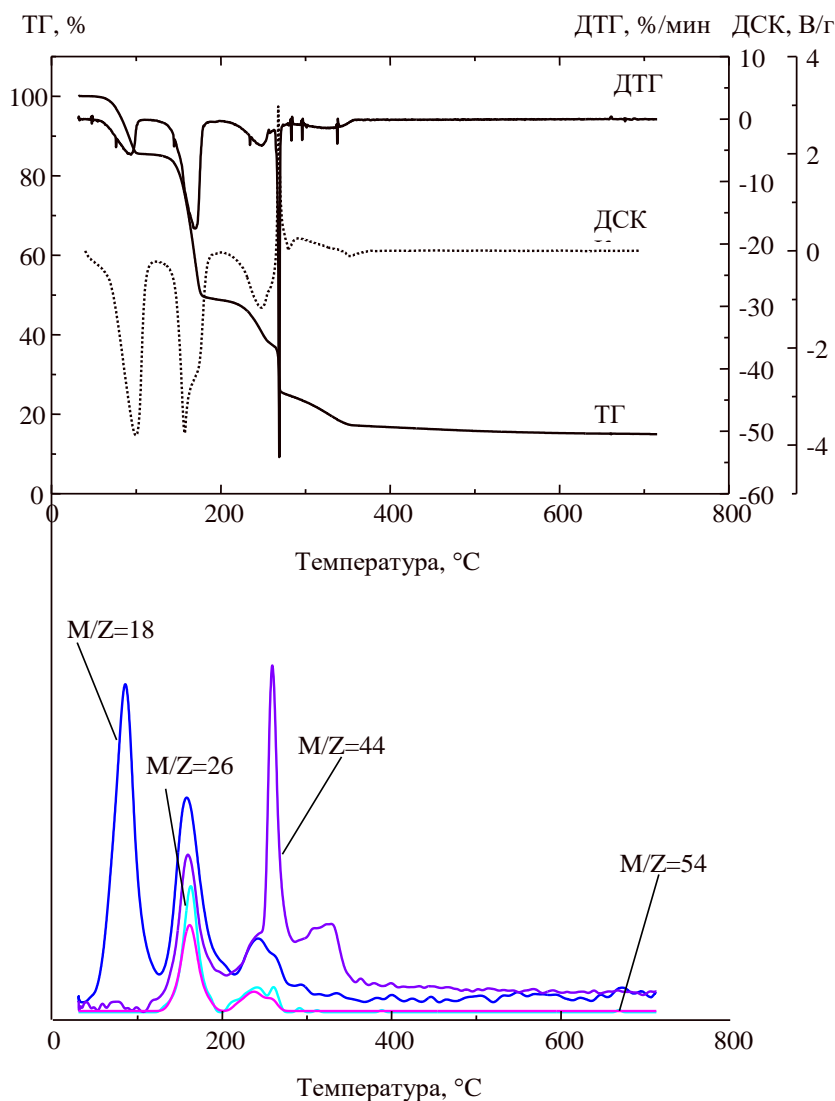 ТГ, % ДТГ, %/мин ДСК, В/г
10 4
100 ДТГ 0
80 -10 2
ДСК
60 -20 0
-30
40 -40 -2
ТГ
20 -50 -4
0 -60
0 200 400 600 800
Температура, °C
M/Z=18
M/Z=26 M/Z=44
M/Z=54
0 200 400 600 800
Температура, °C